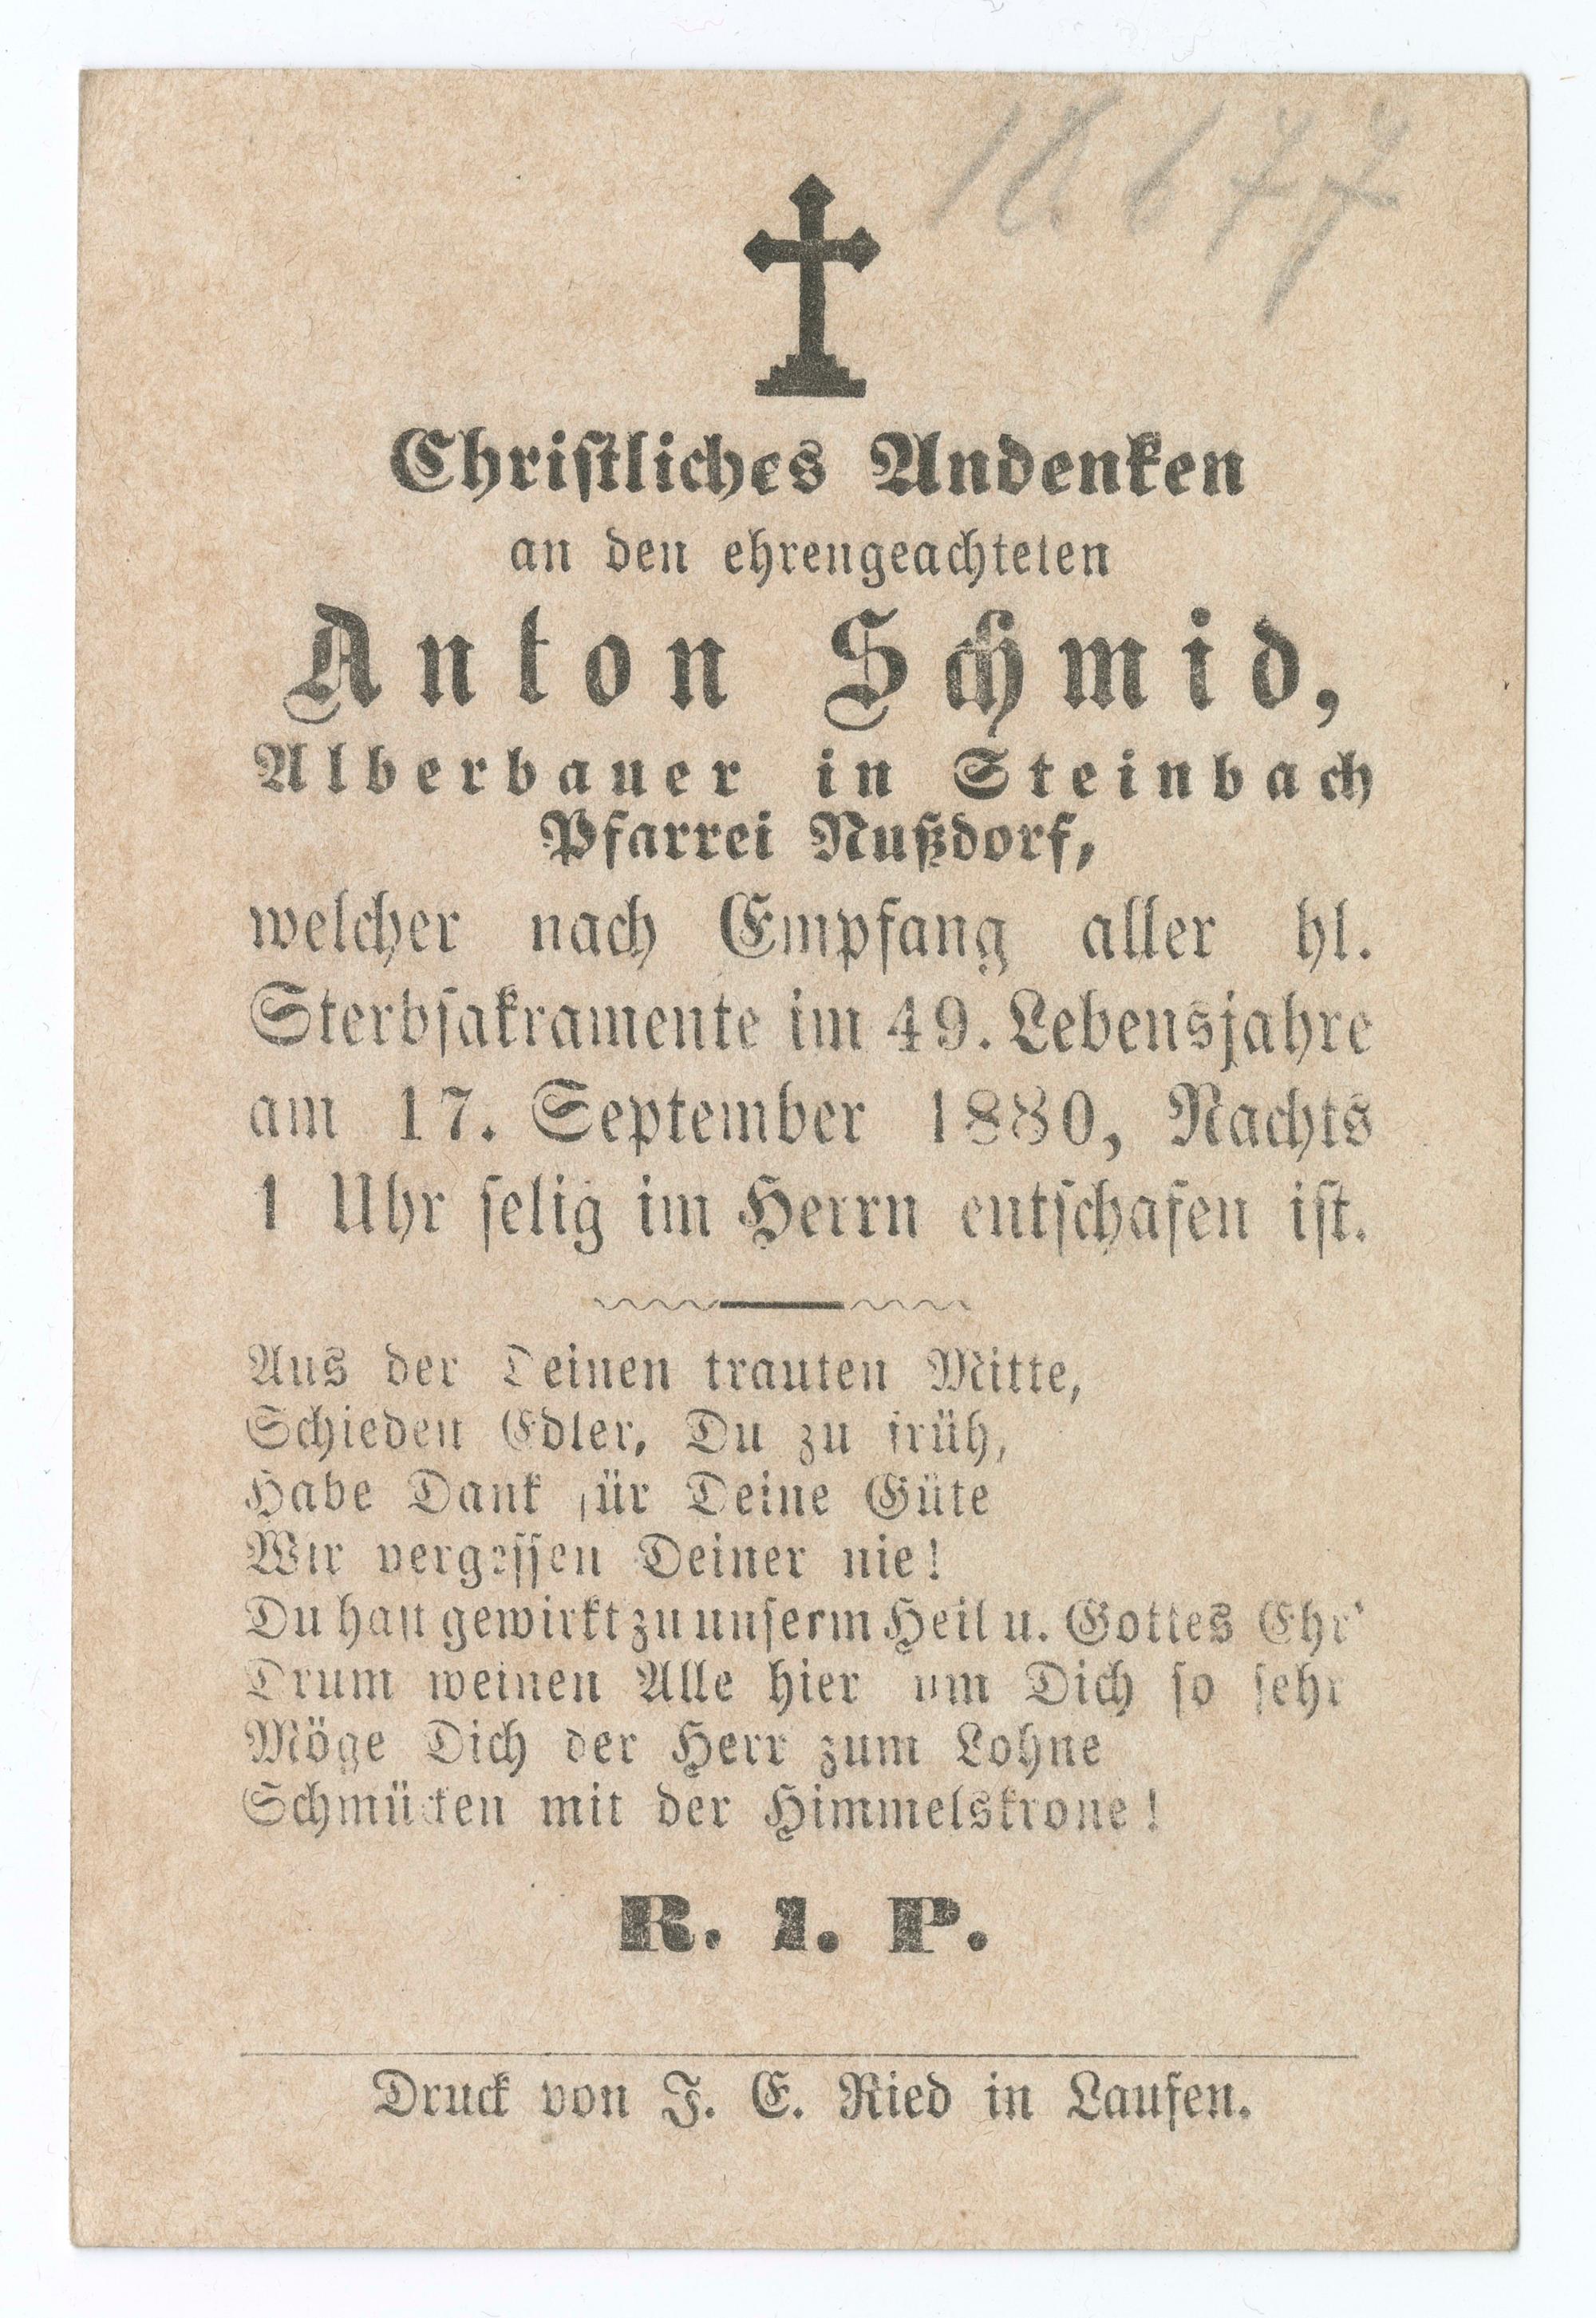 Christliches Andenken
an den ehrengeachteten
Anton Schmid,
Alberbauer in Steinbach
Pfarrei Nußdorf,
welcher nach Empfang aller hl.
Sterbsakramente im 49. Lebensjahre
am 17. September 1880, Nachts
1 Uhr selig im Herrn entschafen ist.
Aus der Deinen trauten Mitte,
Schieden Edler, Du zu früh,
Habe Dank für Deine Güte
Wir vergessen Deiner nie!
Du hast gewirkt zu unserm Heil u. Gottes Ehr'
Drum weinen Alle hier um Dich so sehr
Möge Dich der Herr zum Lohne
Schmücken mit der Himmelskrone!
R. I. P.
Druck von J. E. Ried in Laufen.